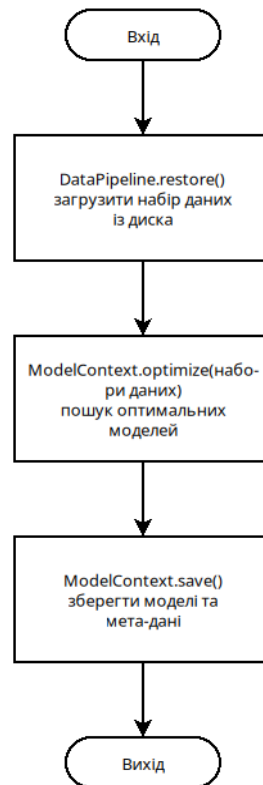 Вхід
DataPipeline.restore()
загрузити набір даних
із диска
ModelContext.optimize(набо-
ри даних)
пошук оптимальних
моделей
ModelContext.save()
зберегти моделі та
мета-дані
Вихід